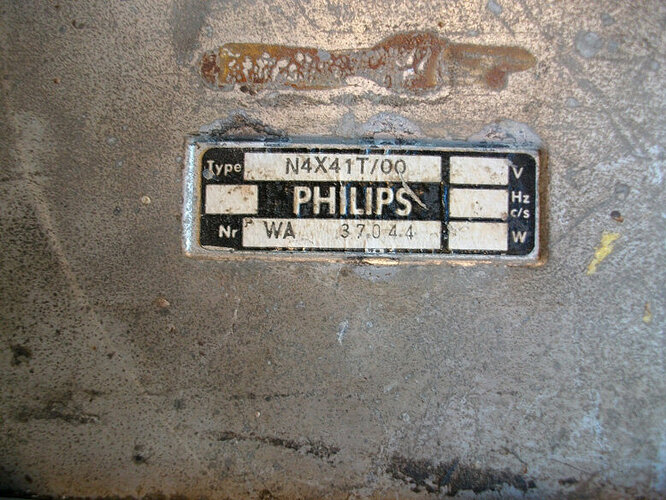 Type N4X41T/00 V
PHILIPS Hz
c/s
Nr WA 37044 W